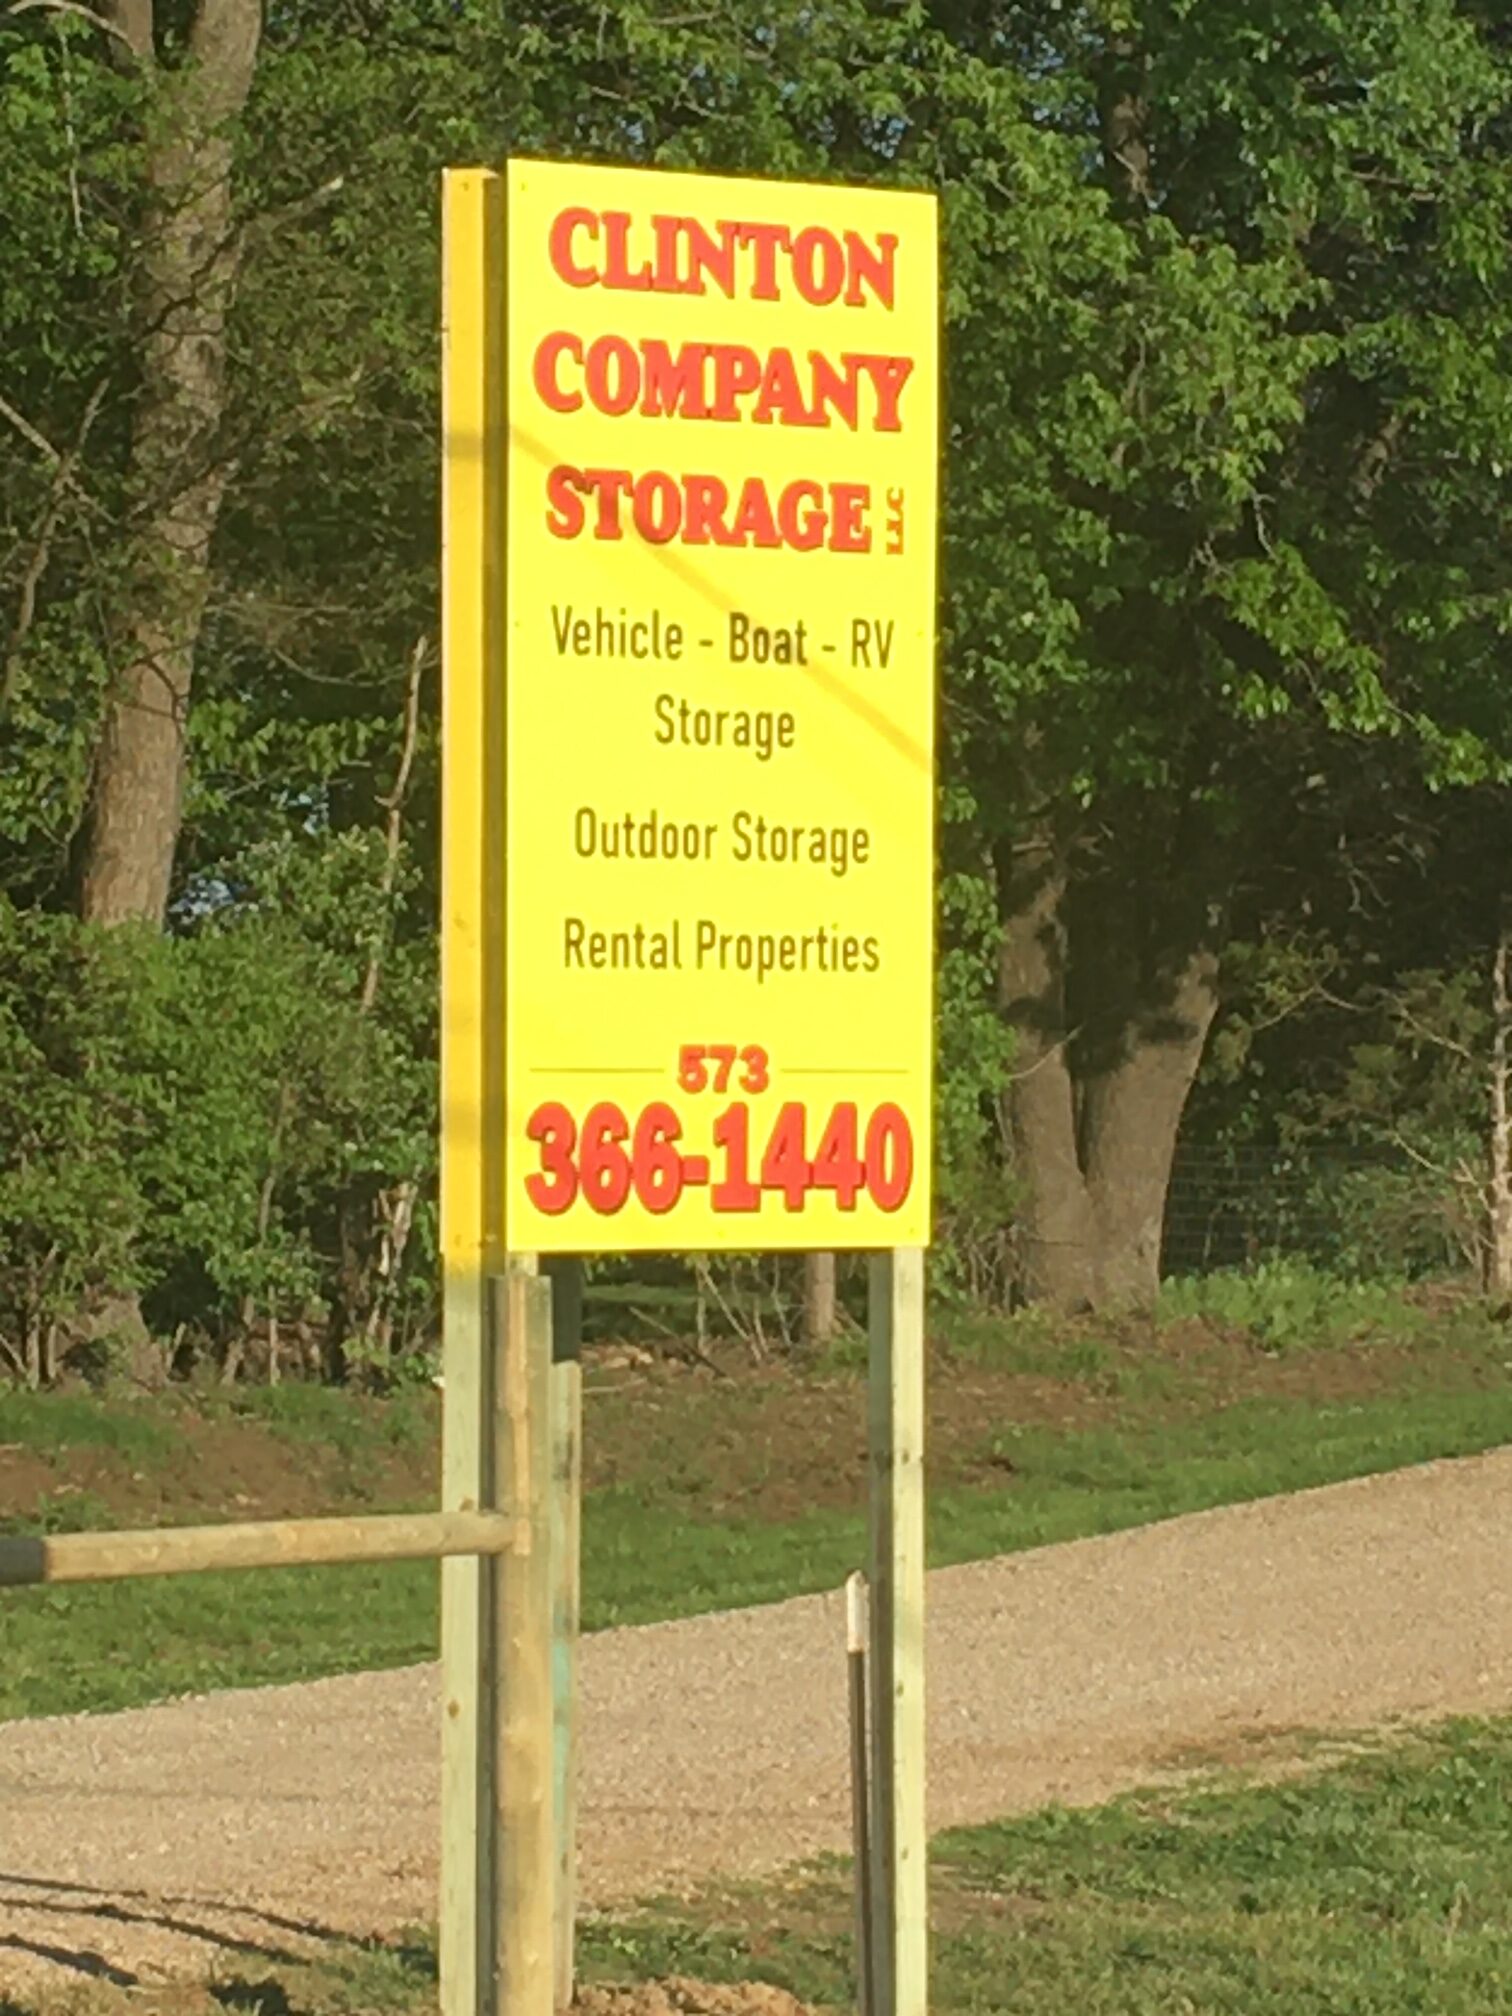 CLINTON
COMPANY
STORAGE LLC
Vehicle - Boat - RV
Storage
Outdoor Storage
Rental Properties
573
366-1440